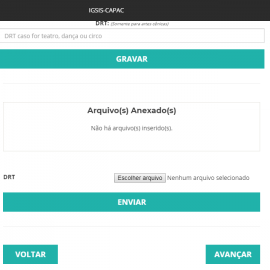 IGSIS-CAPAC
DRT: (Somente para artes cênicas)
DRT caso for teatro, dança ou circo
GRAVAR
Arquivo(s) Anexado(s)
Não há arquivo(s) inserido(s).
DRT Escolher arquivo Nenhum arquivo selecionado
ENVIAR
VOLTAR AVANÇAR